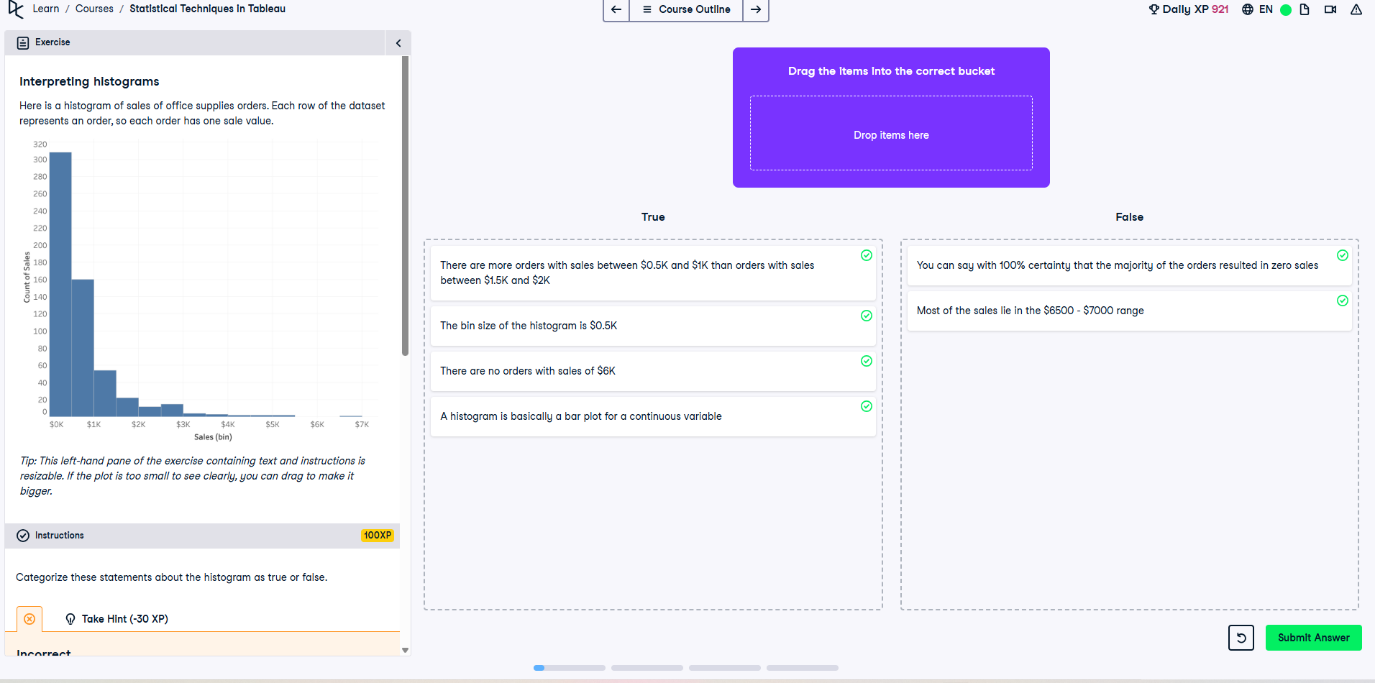 Learn / Courses / Statistical Techniques in Tableau
Course Outline
Daily XP 921
EN
Exercise
Interpreting histograms
Here is a histogram of sales of office supplies orders. Each row of the dataset
represents an order, so each order has one sale value.
320
300
280
260
240
220
200
180
160
140
120
100
80
60
40
20
0
Count of Sales
$0K $1K $2K $3K $4K $5K $6K $7K
Sales (bin)
Tip: This left-hand pane of the exercise containing text and instructions is
resizable. If the plot is too small to see clearly, you can drag to make it
bigger.
Instructions
100XP
Categorize these statements about the histogram as true or false.
Take Hint (-30 XP)
Incorrect
Drag the items into the correct bucket
Drop items here
True
There are more orders with sales between $0.5K and $1K than orders with sales
between $1.5K and $2K
The bin size of the histogram is $0.5K
There are no orders with sales of $6K
A histogram is basically a bar plot for a continuous variable
False
You can say with 100% certainty that the majority of the orders resulted in zero sales
Most of the sales lie in the $6500 - $7000 range
Submit Answer